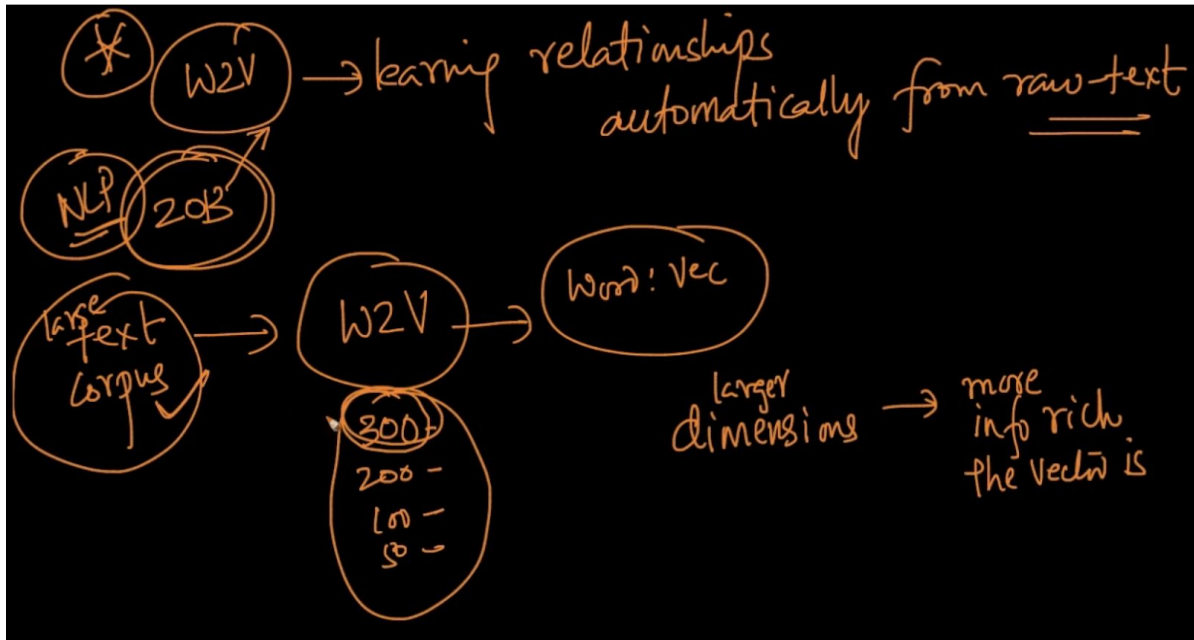 W2V → learning relationships
automatically from raw-text
NLP 20B
large
text
corpus → W2V → Word: Vec
300-
200-
100-
50-
larger
dimensions → more
info rich
the vector is